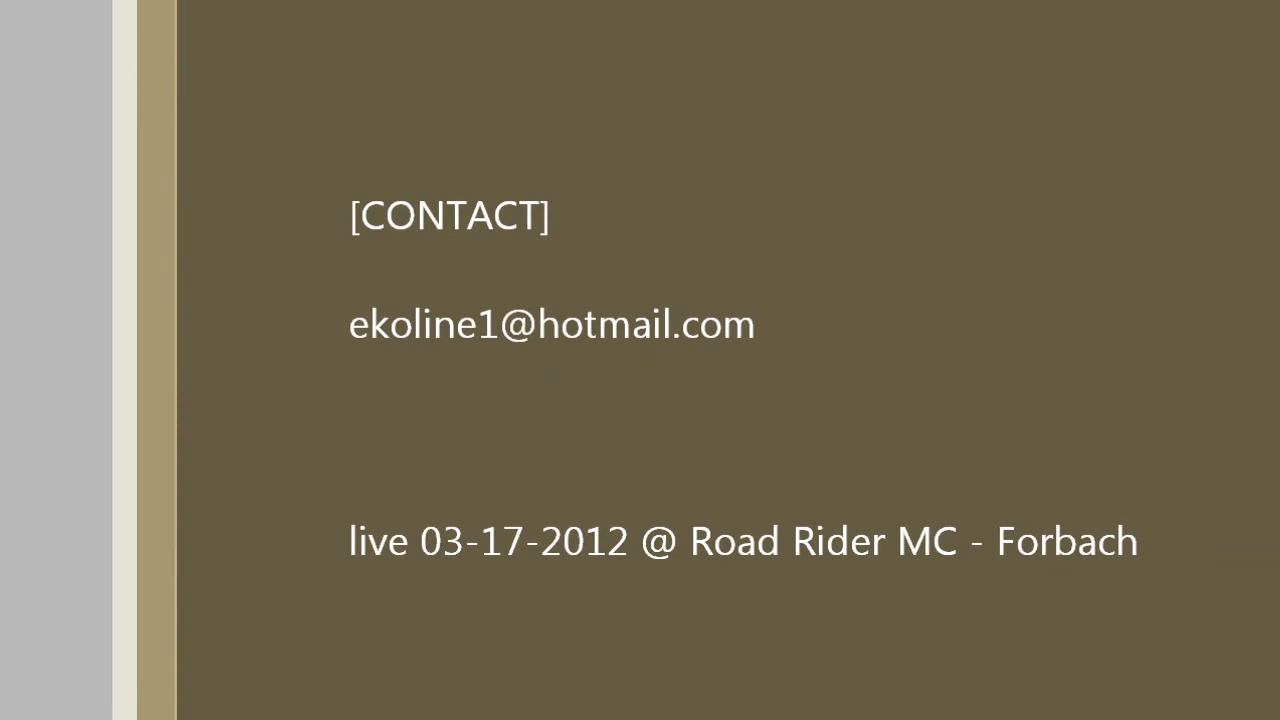 [CONTACT]
ekoline1@hotmail.com
live 03-17-2012 @ Road Rider MC - Forbach